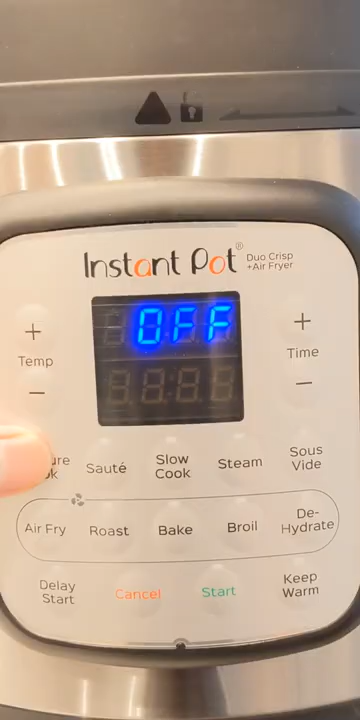 Instant Pot®
Duo Crisp
+Air Fryer
OFF
+
Temp
−
+
Time
−
Sauté
Slow
Cook
Steam
Sous
Vide
Air Fry
Roast
Bake
Broil
De-
Hydrate
Delay
Start
Cancel
Start
Keep
Warm